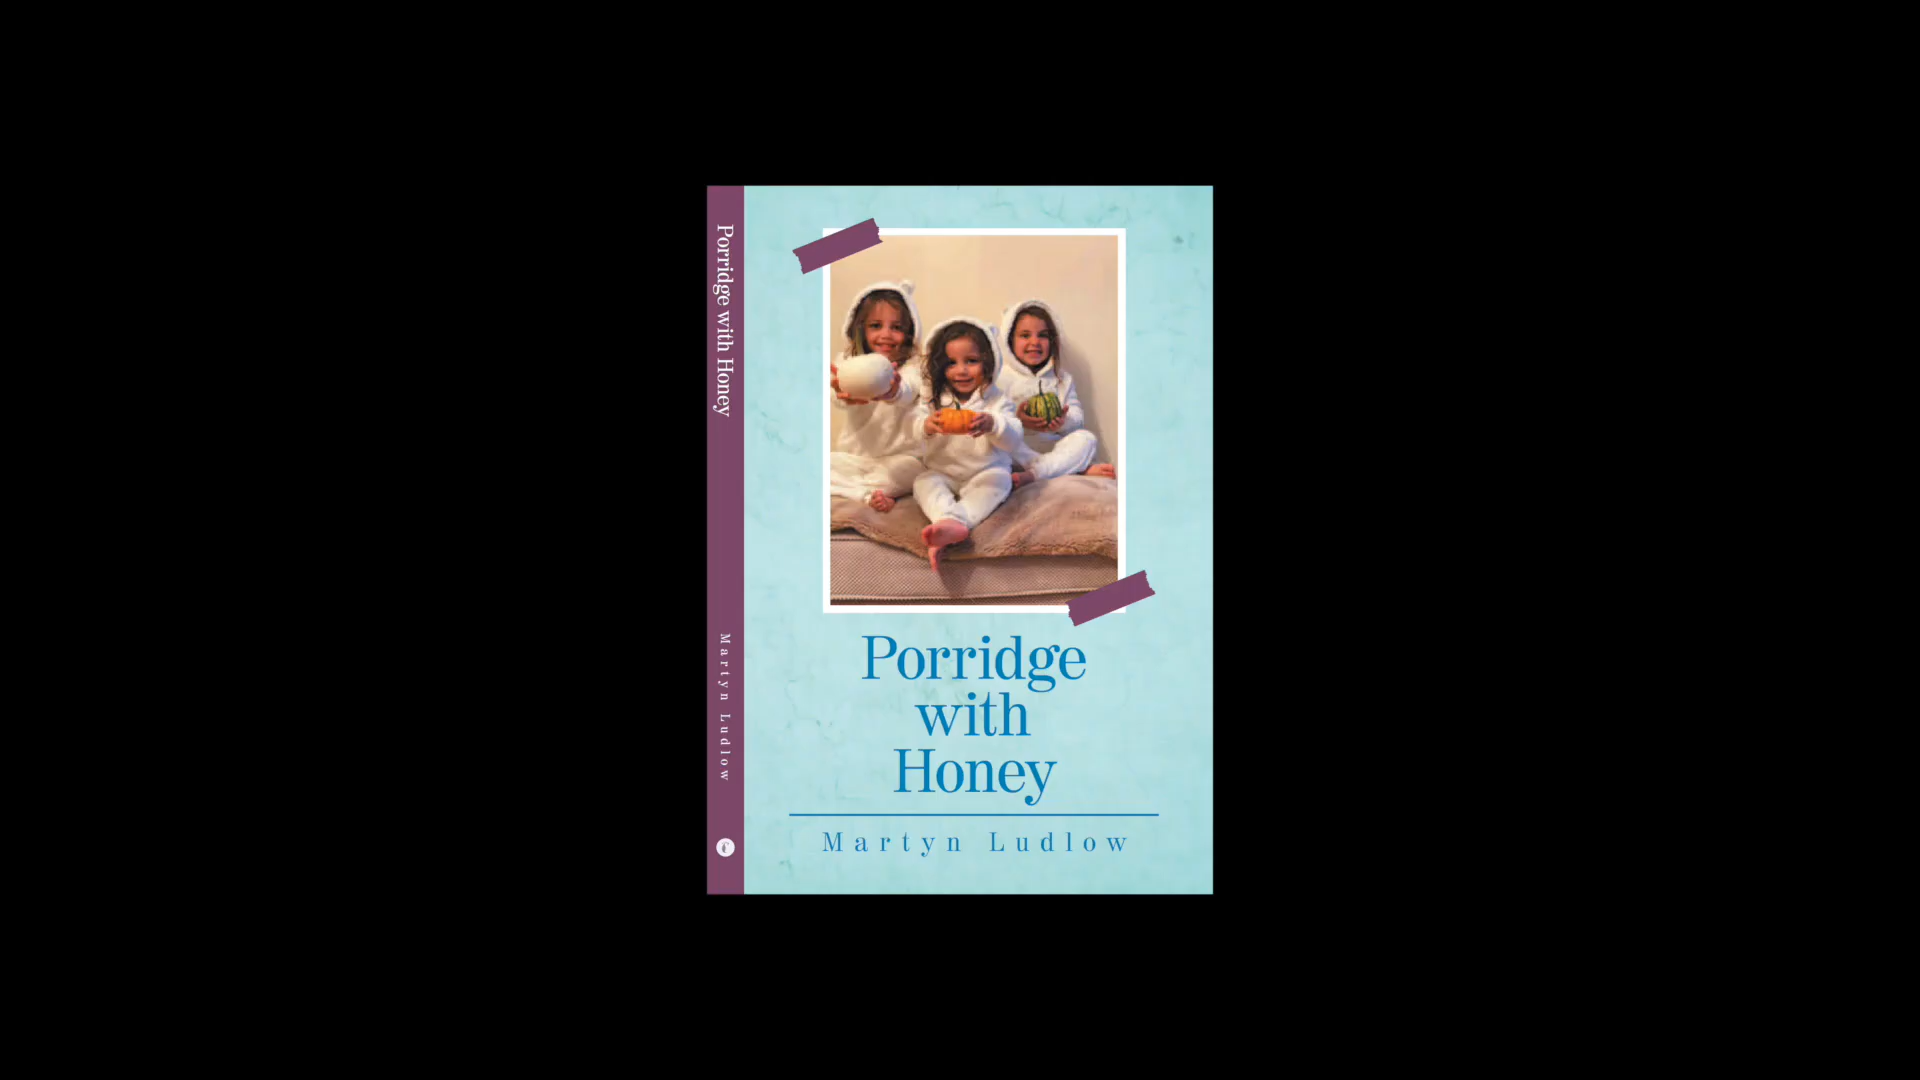 Porridge with Honey
Martyn Ludlow
Porridge
with
Honey
Martyn Ludlow